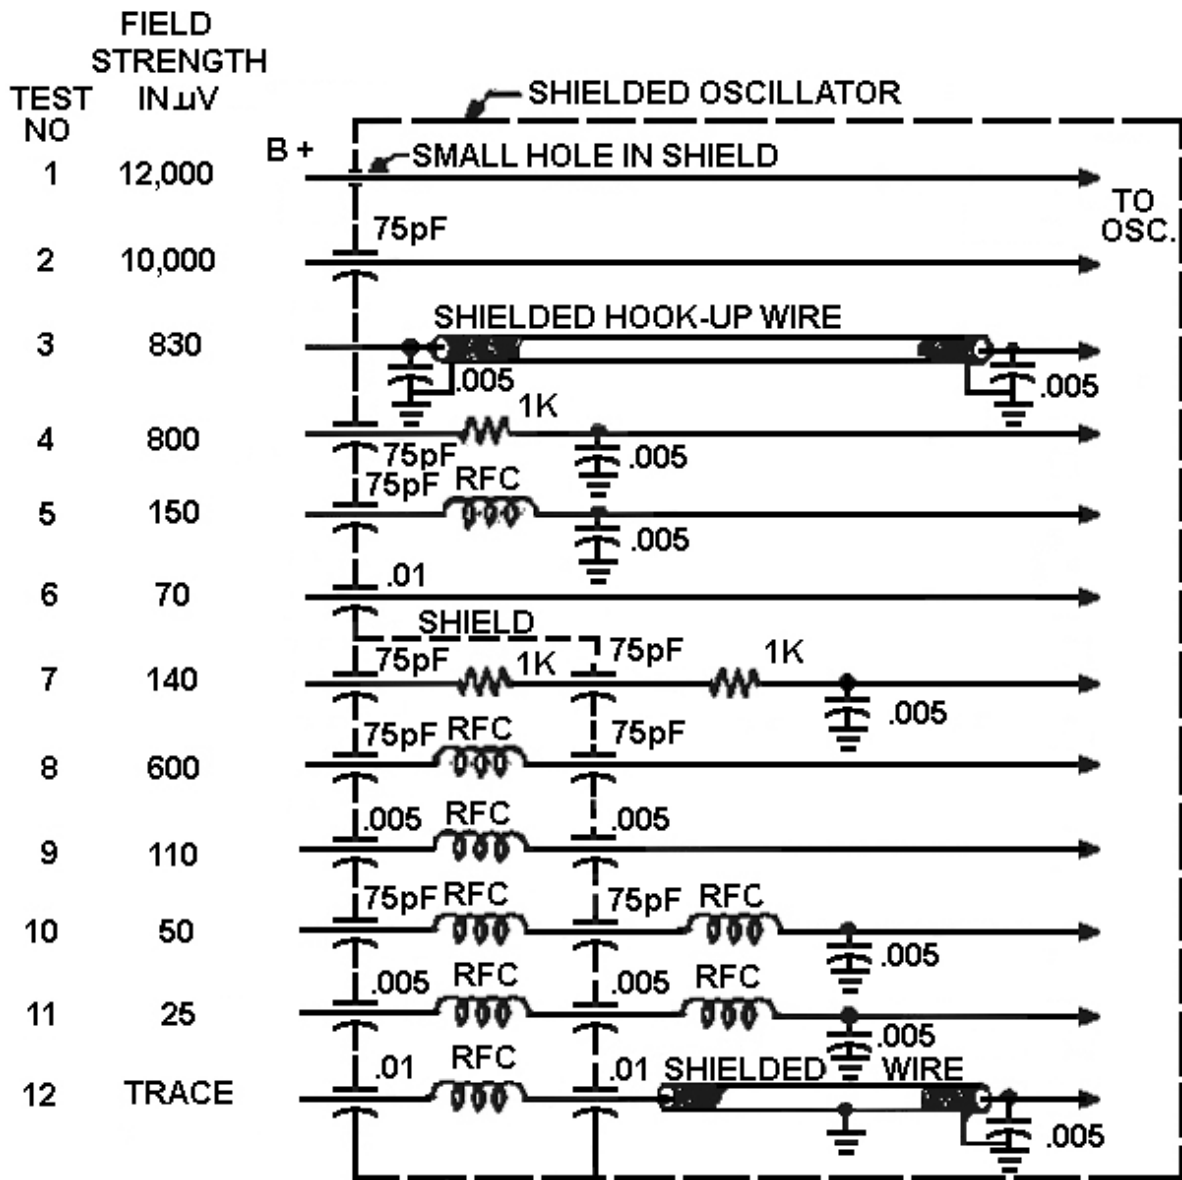 FIELD
STRENGTH
IN µV
TEST
NO
SHIELDED OSCILLATOR
B +
SMALL HOLE IN SHIELD
1 12,000
TO
OSC.
75pF
2 10,000
SHIELDED HOOK-UP WIRE
3 830
.005 .005
1K
4 800
75pF .005
75pF RFC
5 150
.005
.01
6 70
SHIELD
75pF 1K 75pF 1K
7 140
.005
75pF RFC 75pF
8 600
.005 RFC .005
9 110
75pF RFC 75pF RFC
10 50
.005
.005 RFC .005 RFC
11 25
.005
.01 RFC .01 SHIELDED WIRE
12 TRACE
.005